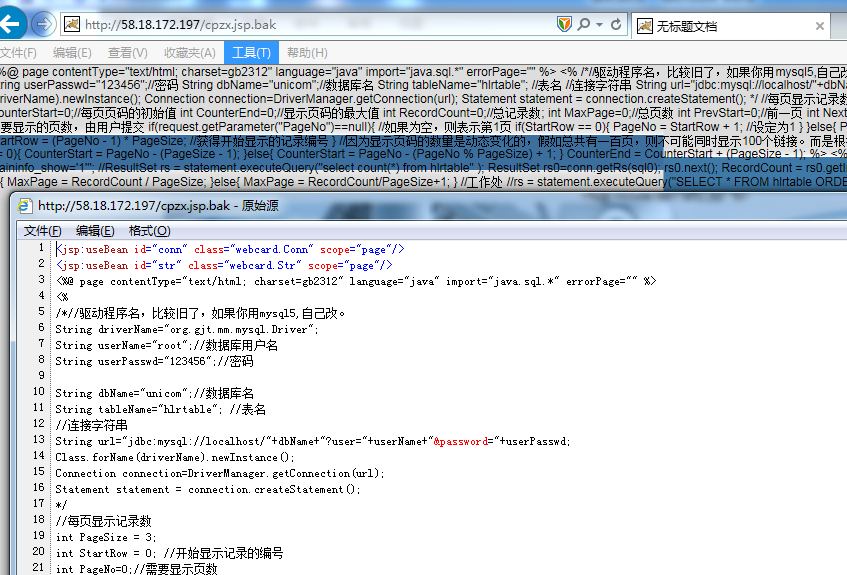 http://58.18.172.197/cpzx.jsp.bak
无标题文档
文件(F) 编辑(E) 查看(V) 收藏夹(A) 工具(T) 帮助(H)
%@ page contentType="text/html; charset=gb2312" language="java" import="java.sql.*" errorPage="" %> <% /*//驱动程序名，比较旧了，如果你用mysql5,自己改
ring userPasswd="123456";//密码 String dbName="unicom";//数据库名 String tableName="hlrtable"; //表名 //连接字符串 String url="jdbc:mysql://localhost/"+dbN
riverName).newInstance(); Connection connection=DriverManager.getConnection(url); Statement statement = connection.createStatement(); */ //每页显示记录数
ounterStart=0;//每页页码的初始值 int CounterEnd=0;//显示页码的最大值 int RecordCount=0;//总记录数; int MaxPage=0;//总页数 int PrevStart=0;//前一页 int Next
要显示的页数，由用户提交 if(request.getParameter("PageNo")==null){ //如果为空，则表示第1页 if(StartRow == 0){ PageNo = StartRow + 1; //设定为1 } }else{ P
artRow = (PageNo - 1) * PageSize; //获得开始显示的记录编号 } //因为显示页码的数量是动态变化的，假如总共有一百页，则不可能同时显示100个链接。而是根
= 0){ CounterStart = PageNo - (PageSize - 1); }else{ CounterStart = PageNo - (PageNo % PageSize) + 1; } CounterEnd = CounterStart + (PageSize - 1); %> <%
aininfo_show='1'"; //ResultSet rs = statement.executeQuery("select count(*) from hlrtable" ); ResultSet rs0=conn.getRs(sql0); rs0.next(); RecordCount = rs0.getI
{ MaxPage = RecordCount / PageSize; }else{ MaxPage = RecordCount/PageSize+1; } //工作处 //rs = statement.executeQuery("SELECT * FROM hlrtable ORDE
http://58.18.172.197/cpzx.jsp.bak - 原始源
文件(F) 编辑(E) 格式(O)
1 <jsp:useBean id="conn" class="webcard.Conn" scope="page"/>
2 <jsp:useBean id="str" class="webcard.Str" scope="page"/>
3 <%@ page contentType="text/html; charset=gb2312" language="java" import="java.sql.*" errorPage="" %>
4 <%
5 /*//驱动程序名，比较旧了，如果你用mysql5,自己改。
6 String driverName="org.gjt.mm.mysql.Driver";
7 String userName="root";//数据库用户名
8 String userPasswd="123456";//密码
9
10 String dbName="unicom";//数据库名
11 String tableName="hlrtable"; //表名
12 //连接字符串
13 String url="jdbc:mysql://localhost/"+dbName+"?user="+userName+"&password="+userPasswd;
14 Class.forName(driverName).newInstance();
15 Connection connection=DriverManager.getConnection(url);
16 Statement statement = connection.createStatement();
17 */
18 //每页显示记录数
19 int PageSize = 3;
20 int StartRow = 0; //开始显示记录的编号
21 int PageNo=0;//需要显示页数